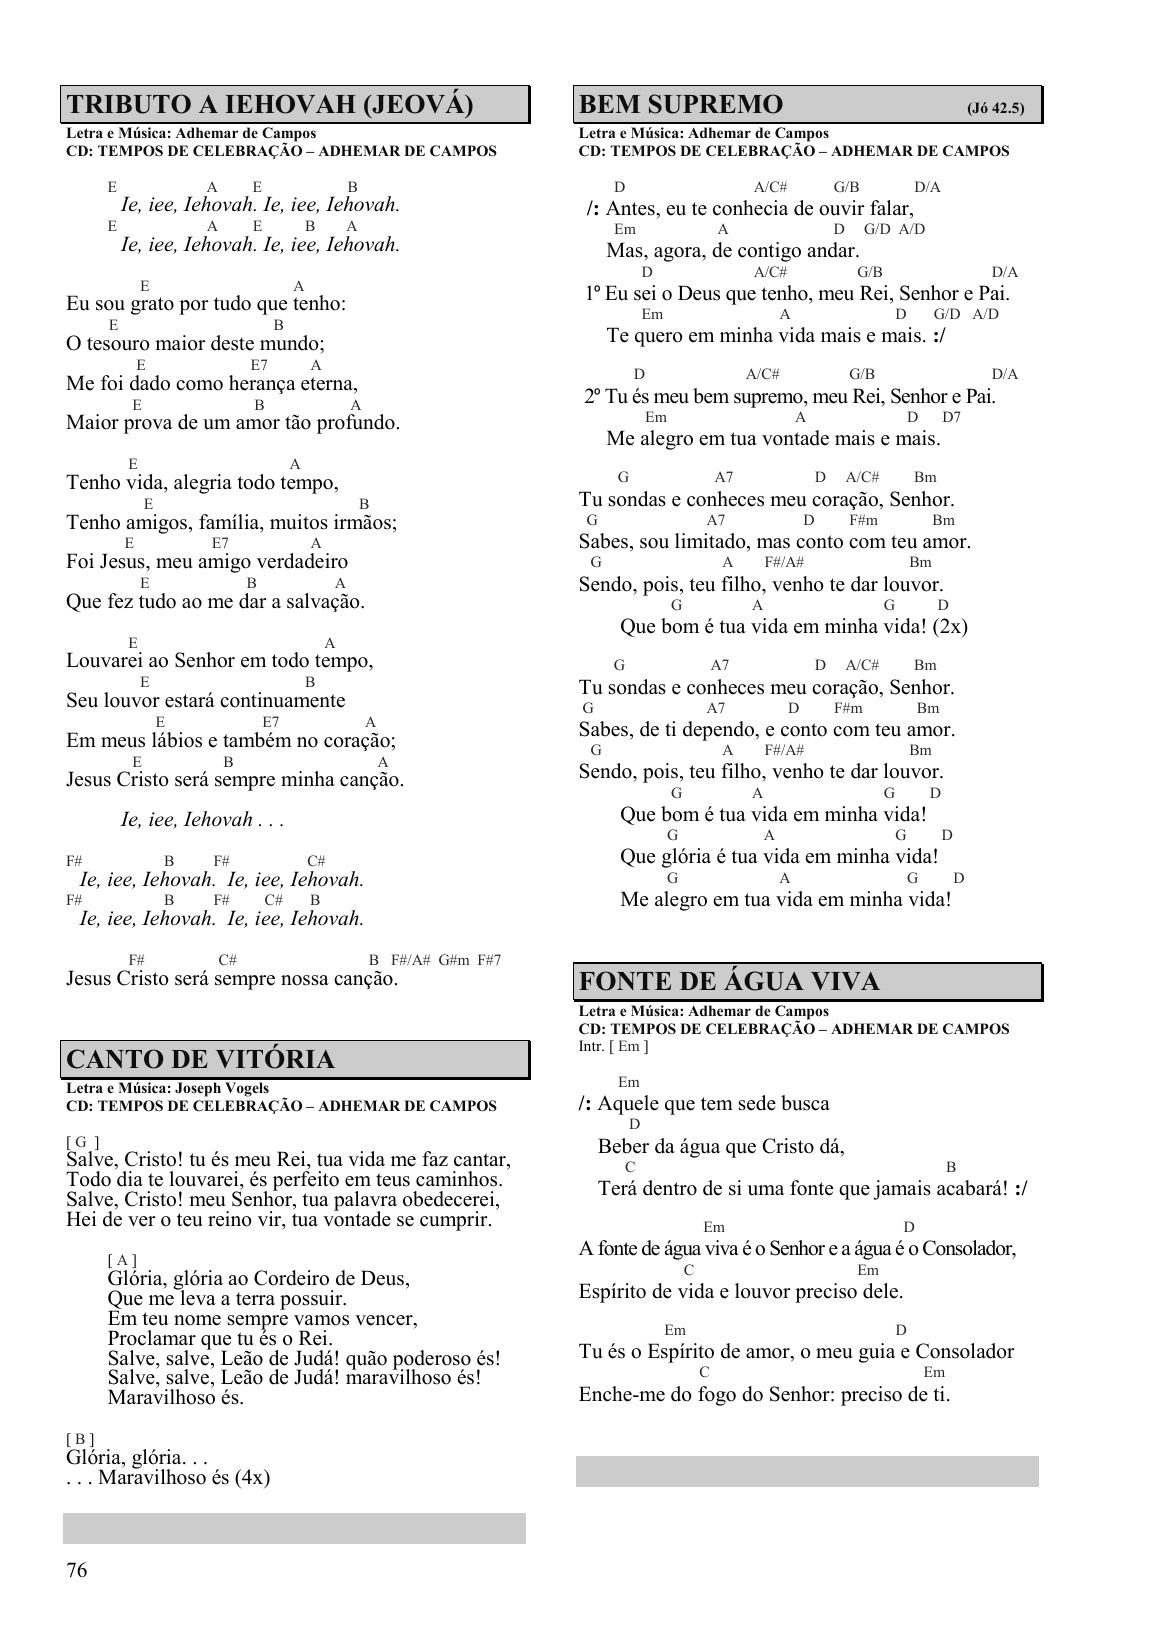 TRIBUTO A IEHOVAH (JEOVÁ)
Letra e Música: Adhemar de Campos
CD: TEMPOS DE CELEBRAÇÃO – ADHEMAR DE CAMPOS
E A E B
Ie, iee, Iehovah. Ie, iee, Iehovah.
E A E B A
Ie, iee, Iehovah. Ie, iee, Iehovah.
E A
Eu sou grato por tudo que tenho:
E B
O tesouro maior deste mundo;
E E7 A
Me foi dado como herança eterna,
E B A
Maior prova de um amor tão profundo.
E A
Tenho vida, alegria todo tempo,
E B
Tenho amigos, família, muitos irmãos;
E E7 A
Foi Jesus, meu amigo verdadeiro
E B A
Que fez tudo ao me dar a salvação.
E A
Louvarei ao Senhor em todo tempo,
E B
Seu louvor estará continuamente
E E7 A
Em meus lábios e também no coração;
E B A
Jesus Cristo será sempre minha canção.
Ie, iee, Iehovah . . .
F# B F# C#
Ie, iee, Iehovah. Ie, iee, Iehovah.
F# B F# C# B
Ie, iee, Iehovah. Ie, iee, Iehovah.
F# C# B F#/A# G#m F#7
Jesus Cristo será sempre nossa canção.
CANTO DE VITÓRIA
Letra e Música: Joseph Vogels
CD: TEMPOS DE CELEBRAÇÃO – ADHEMAR DE CAMPOS
[ G ]
Salve, Cristo! tu és meu Rei, tua vida me faz cantar,
Todo dia te louvarei, és perfeito em teus caminhos.
Salve, Cristo! meu Senhor, tua palavra obedecerei,
Hei de ver o teu reino vir, tua vontade se cumprir.
[ A ]
Glória, glória ao Cordeiro de Deus,
Que me leva a terra possuir.
Em teu nome sempre vamos vencer,
Proclamar que tu és o Rei.
Salve, salve, Leão de Judá! quão poderoso és!
Salve, salve, Leão de Judá! maravilhoso és!
Maravilhoso és.
[ B ]
Glória, glória. . .
. . . Maravilhoso és (4x)
76
BEM SUPREMO (Jó 42.5)
Letra e Música: Adhemar de Campos
CD: TEMPOS DE CELEBRAÇÃO – ADHEMAR DE CAMPOS
D A/C# G/B D/A
/: Antes, eu te conhecia de ouvir falar,
Em A D G/D A/D
Mas, agora, de contigo andar.
D A/C# G/B D/A
1º Eu sei o Deus que tenho, meu Rei, Senhor e Pai.
Em A D G/D A/D
Te quero em minha vida mais e mais. :/
D A/C# G/B D/A
2º Tu és meu bem supremo, meu Rei, Senhor e Pai.
Em A D D7
Me alegro em tua vontade mais e mais.
G A7 D A/C# Bm
Tu sondas e conheces meu coração, Senhor.
G A7 D F#m Bm
Sabes, sou limitado, mas conto com teu amor.
G A F#/A# Bm
Sendo, pois, teu filho, venho te dar louvor.
G A G D
Que bom é tua vida em minha vida! (2x)
G A7 D A/C# Bm
Tu sondas e conheces meu coração, Senhor.
G A7 D F#m Bm
Sabes, de ti dependo, e conto com teu amor.
G A F#/A# Bm
Sendo, pois, teu filho, venho te dar louvor.
G A G D
Que bom é tua vida em minha vida!
G A G D
Que glória é tua vida em minha vida!
G A G D
Me alegro em tua vida em minha vida!
FONTE DE ÁGUA VIVA
Letra e Música: Adhemar de Campos
CD: TEMPOS DE CELEBRAÇÃO – ADHEMAR DE CAMPOS
Intr. [ Em ]
Em
/: Aquele que tem sede busca
D
Beber da água que Cristo dá,
C B
Terá dentro de si uma fonte que jamais acabará! :/
Em D
A fonte de água viva é o Senhor e a água é o Consolador,
C Em
Espírito de vida e louvor preciso dele.
Em D
Tu és o Espírito de amor, o meu guia e Consolador
C Em
Enche-me do fogo do Senhor: preciso de ti.